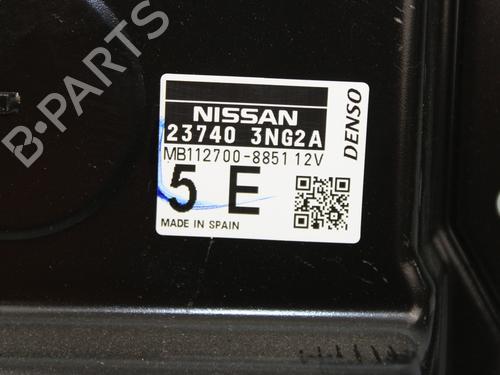 NISSAN
23740 3NG2A
MB112700-8851 12V
5 E
MADE IN SPAIN
DENSO
B-PARTS